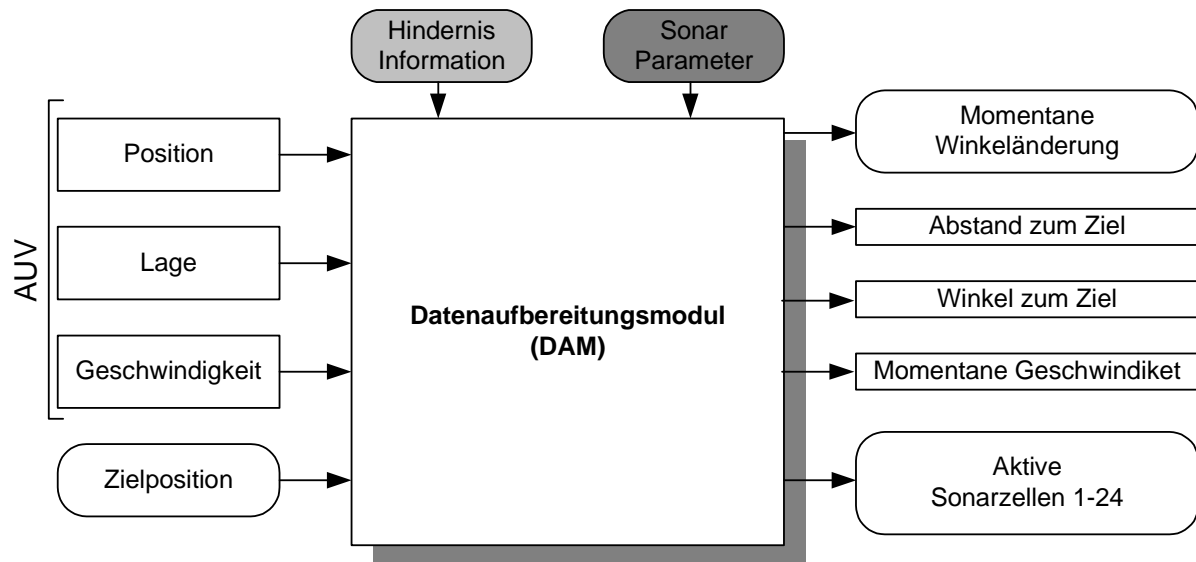 Hindernis
Information
Sonar
Parameter
AUV
Position
Lage
Geschwindigkeit
Zielposition
Datenaufbereitungsmodul
(DAM)
Momentane
Winkeländerung
Abstand zum Ziel
Winkel zum Ziel
Momentane Geschwindiket
Aktive
Sonarzellen 1-24